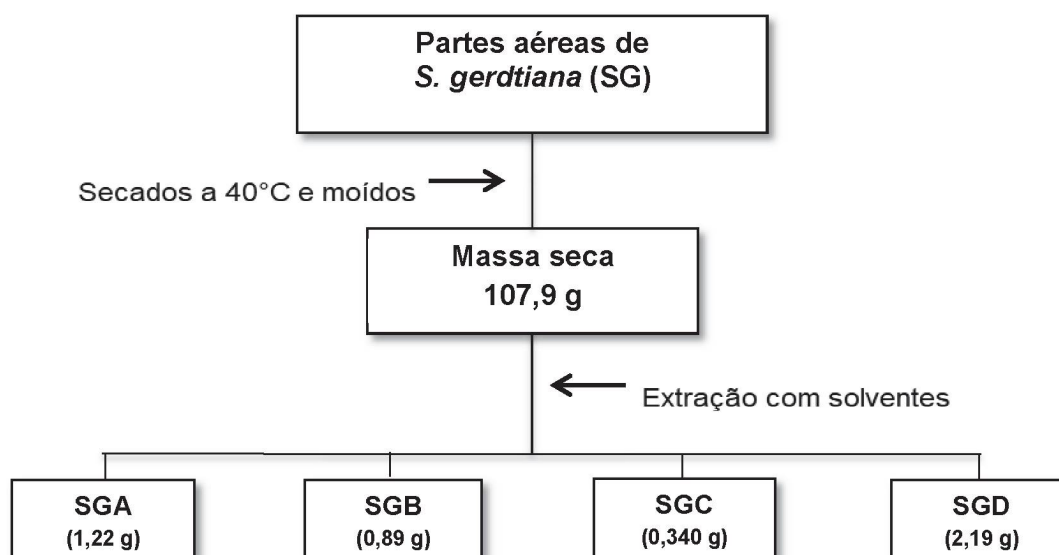 Partes aéreas de
S. gerdtiana (SG)
Secados a 40°C e moídos
Massa seca
107,9 g
Extração com solventes
SGA
(1,22 g)
SGB
(0,89 g)
SGC
(0,340 g)
SGD
(2,19 g)